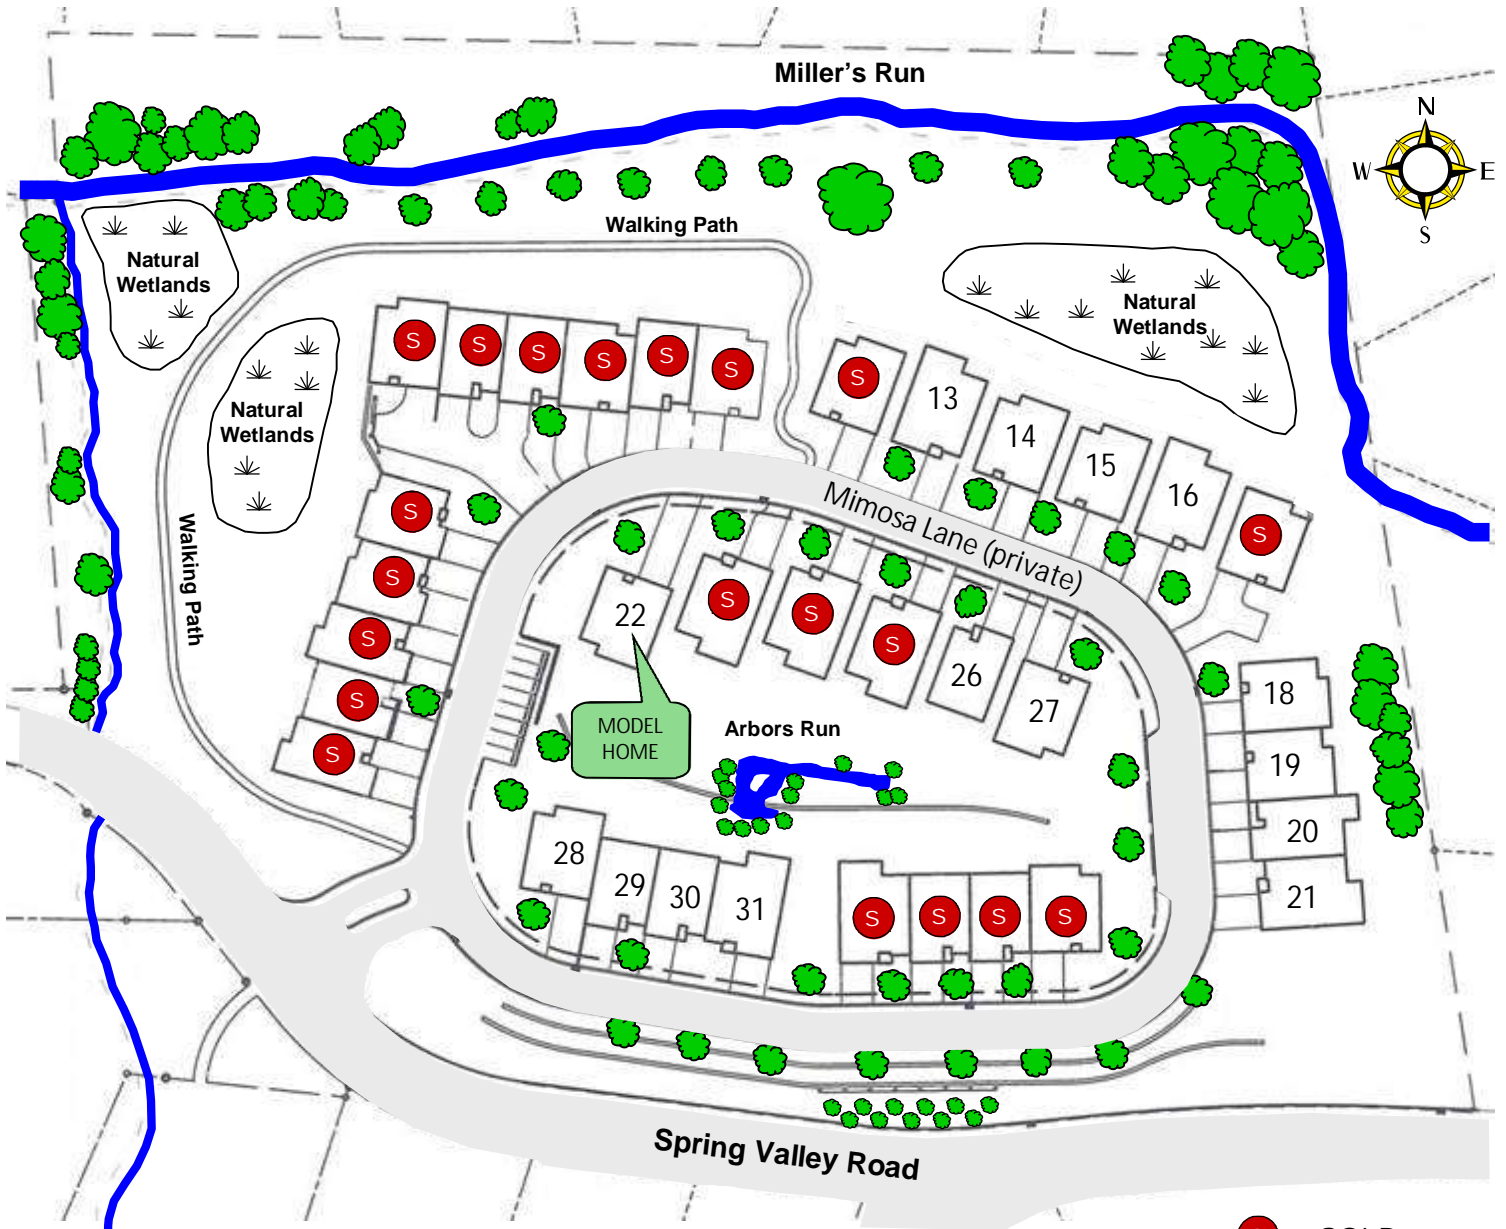 Miller's Run
N
W E
S
Walking Path
Natural
Wetlands
Natural
Wetlands
Natural
Wetlands
Walking Path
S
S
S
S
S
S
S
13
14
15
16
S
Mimosa Lane (private)
S
S
S
S
S
22
S
S
S
26
27
MODEL
HOME
Arbors Run
18
19
20
21
28
29
30
31
S
S
S
S
Spring Valley Road